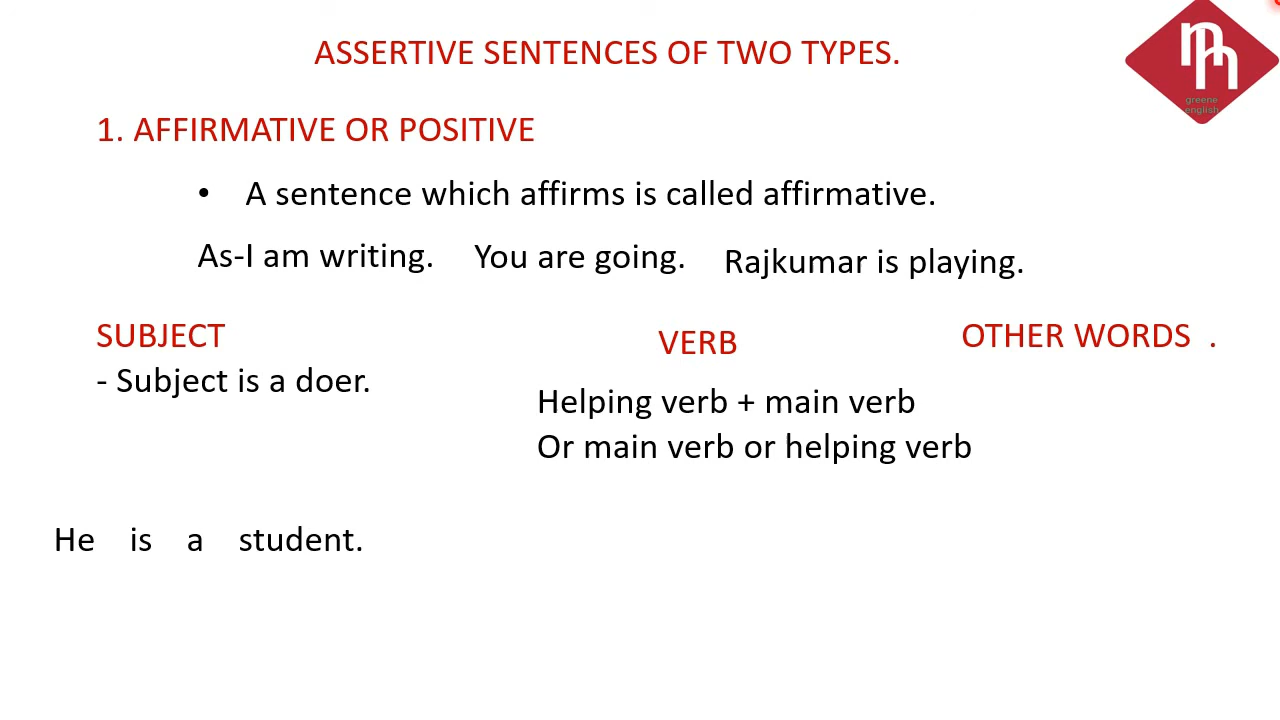 ASSERTIVE SENTENCES OF TWO TYPES.
greene
english
1. AFFIRMATIVE OR POSITIVE
• A sentence which affirms is called affirmative.
As-I am writing. You are going. Rajkumar is playing.
SUBJECT VERB OTHER WORDS .
- Subject is a doer.
Helping verb + main verb
Or main verb or helping verb
He is a student.